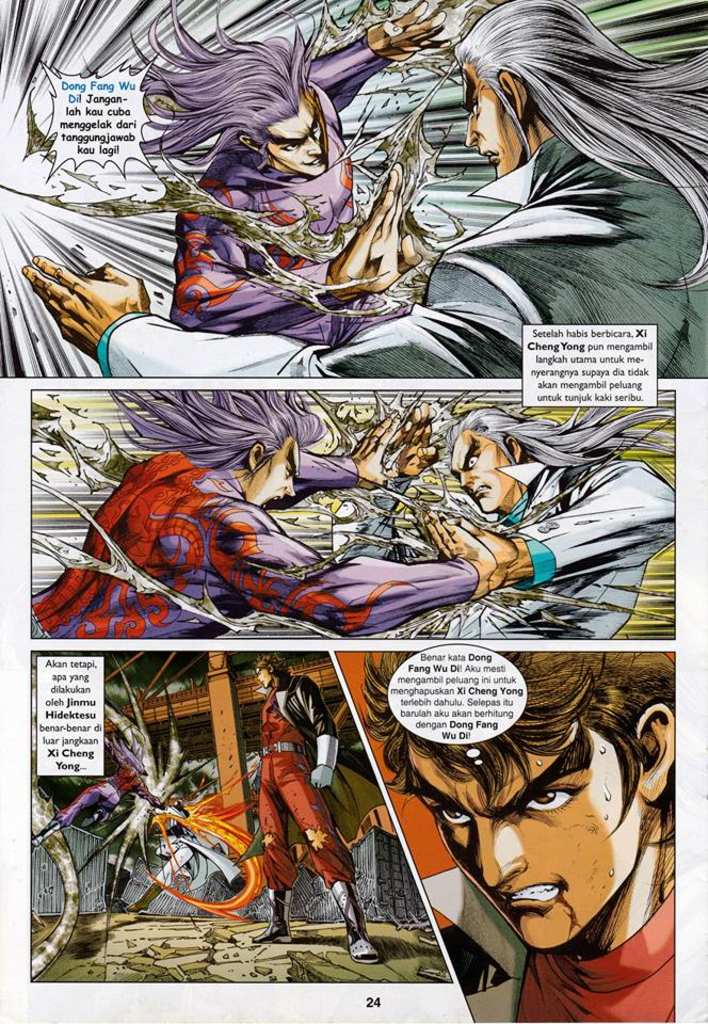 Dong Fang Wu
Di! Jangan-
lah kau cuba
menggelak dari
tanggungjawab
kau lagi!
Setelah habis berbicara, Xi
Cheng Yong pun mengambil
langkah utama untuk me-
nyerangnya supaya dia tidak
akan mengambil peluang
untuk tunjuk kaki seribu.
Akan tetapi,
apa yang
dilakukan
oleh Jinmu
Hidektesu
benar-benar di
luar jangkaan
Xi Cheng
Yong...
Benar kata Dong
Fang Wu Di! Aku mesti
mengambil peluang ini untuk
menghapuskan Xi Cheng Yong
terlebih dahulu. Selepas itu
barulah aku akan berhitung
dengan Dong Fang
Wu Di!
24